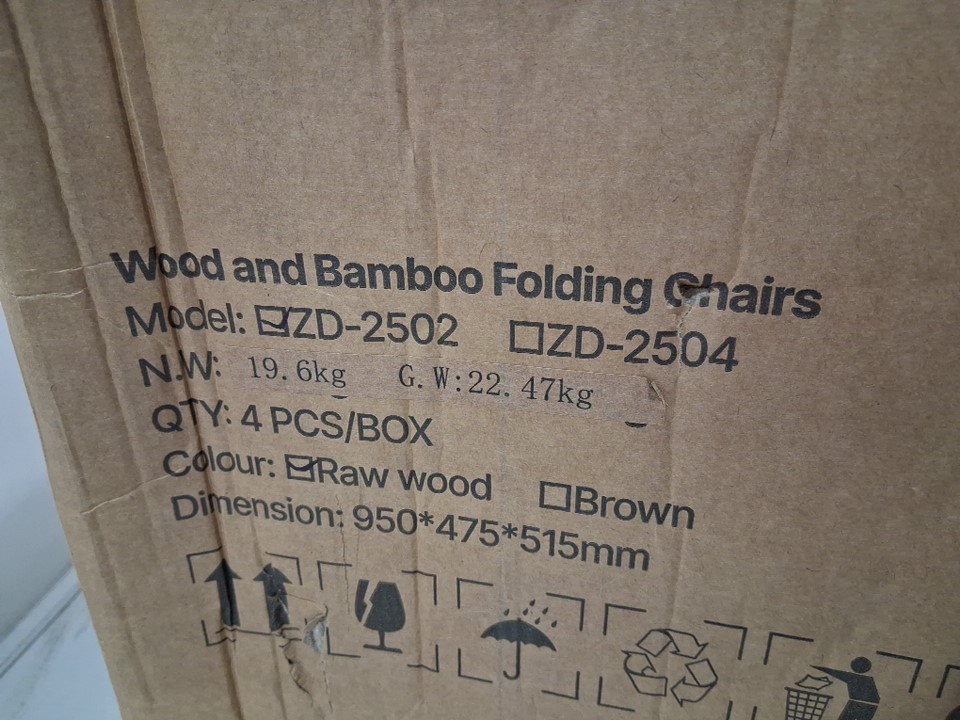 Wood and Bamboo Folding Chairs
Model: ☑ZD-2502 ☐ZD-2504
N.W: 19.6kg G.W:22.47kg
QTY: 4 PCS/BOX
Colour: ☑Raw wood ☐Brown
Dimension: 950*475*515mm